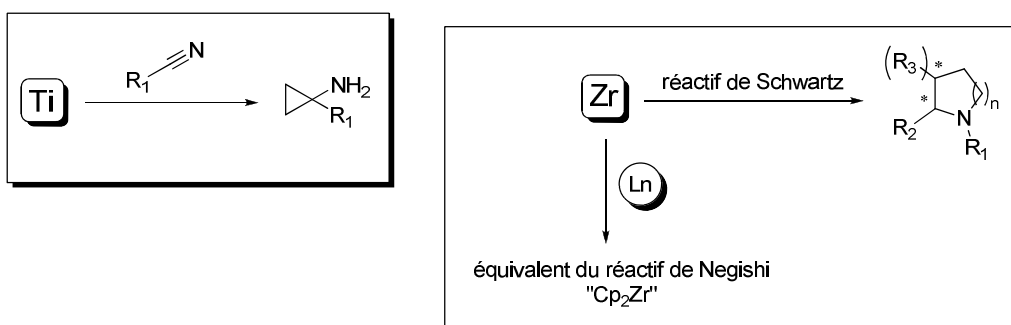 Ti
R1
N
NH2
R1
Zr
réactif de Schwartz
(R3)
*
*
R2
N
R1
( )n
Ln
équivalent du réactif de Negishi
"Cp2Zr"